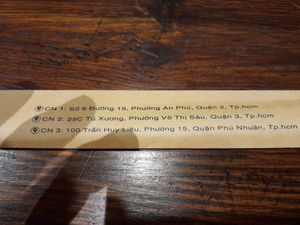 CN 1: Số 6 Đường 19, Phường An Phú, Quận 2, Tp.hcm
CN 2: 25C Tú Xương, Phường Võ Thị Sáu, Quận 3, Tp.hcm
CN 3: 100 Trần Huy Liệu, Phường 15, Quận Phú Nhuận, Tp.hcm